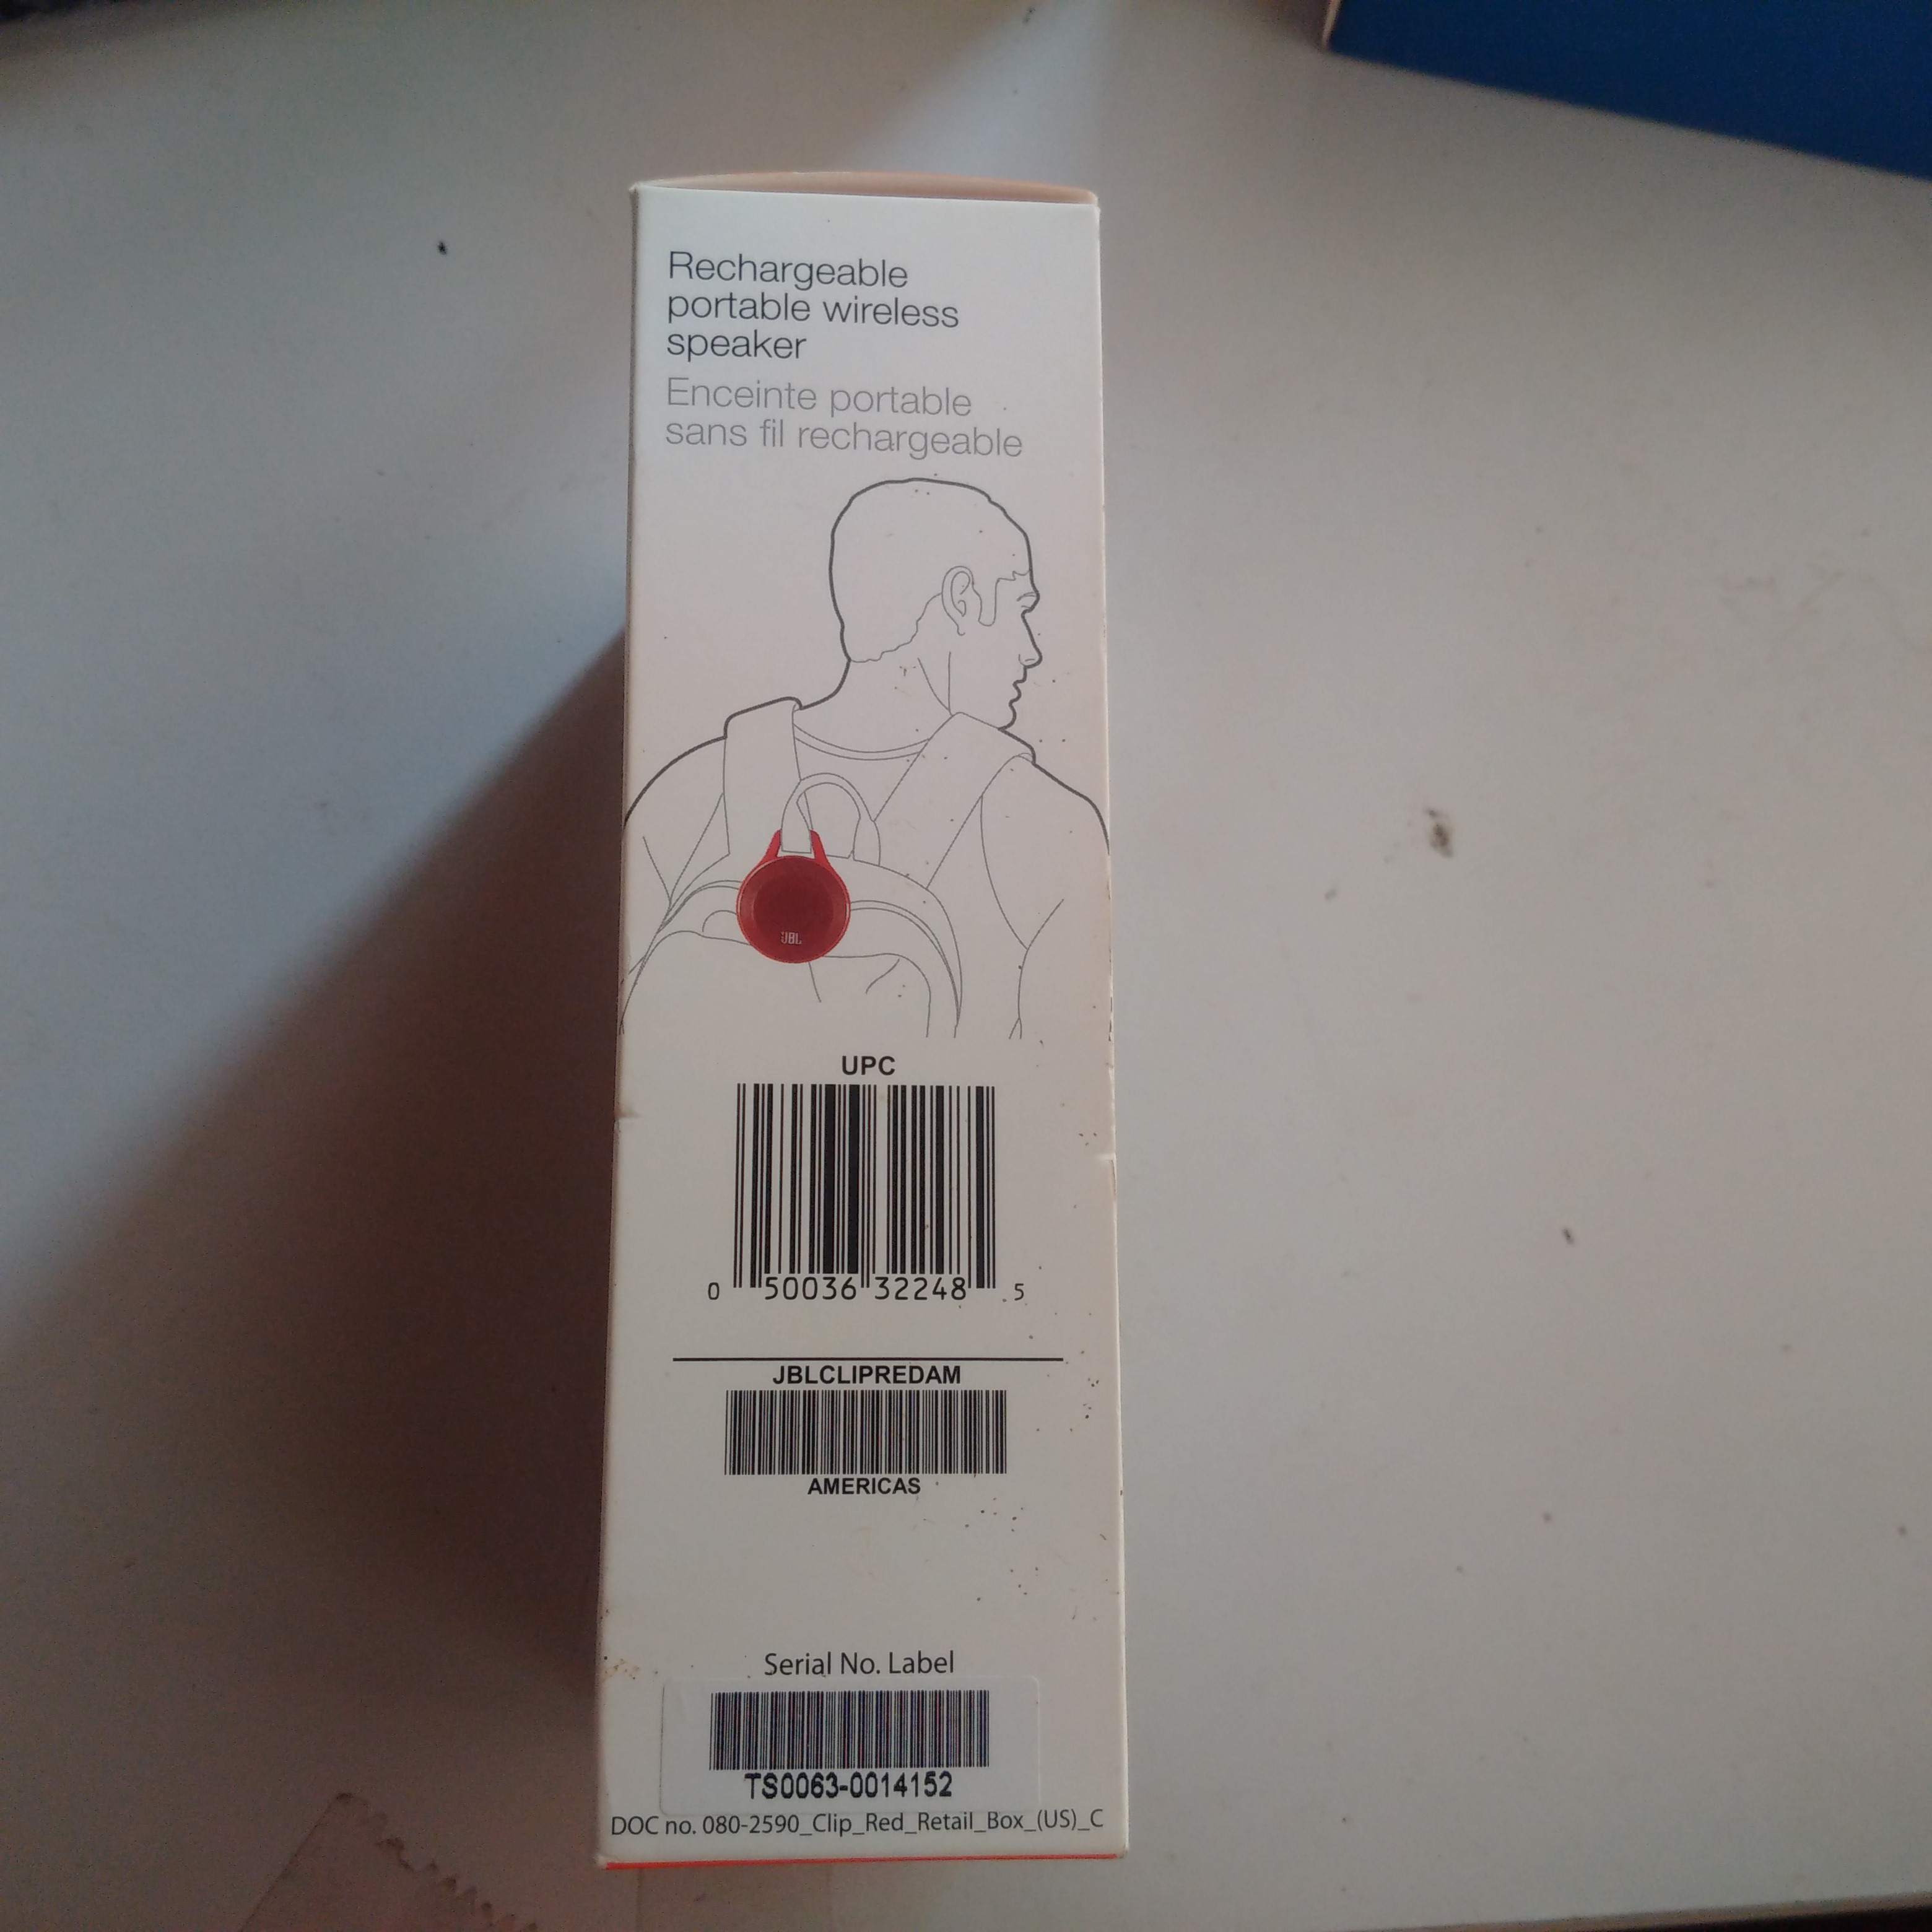 Rechargeable
portable wireless
speaker
Enceinte portable
sans fil rechargeable
JBL
UPC
0 50036 32248 5
JBLCLIPREDAM
AMERICAS
Serial No. Label
TS0063-0014152
DOC no. 080-2590_Clip_Red_Retail_Box_(US)_C